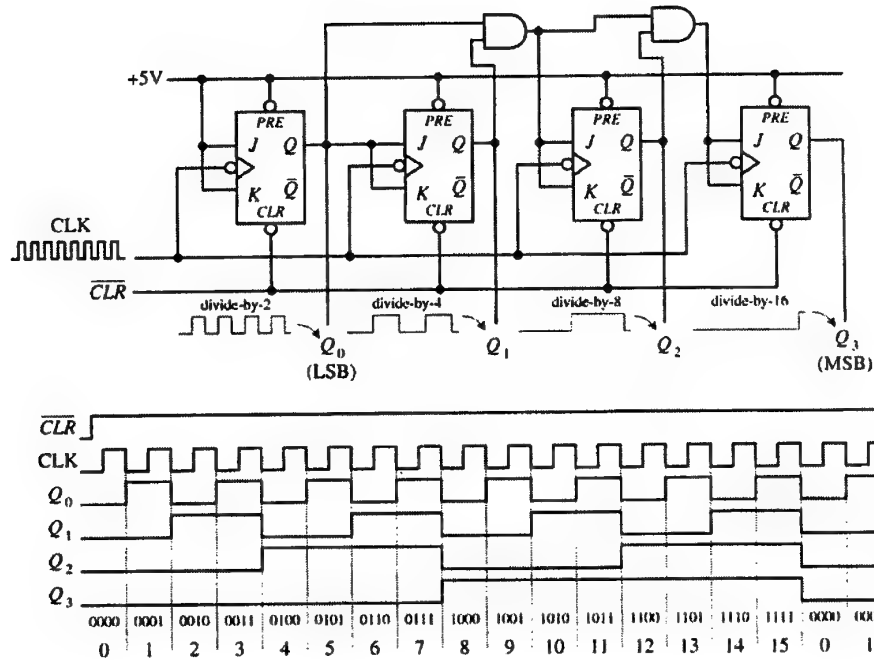 +5V
PRE PRE PRE PRE
J Q J Q J Q J Q
K Q̅ K Q̅ K Q̅ K Q̅
CLR CLR CLR CLR
CLK
C̅L̅R̅
divide-by-2 divide-by-4 divide-by-8 divide-by-16
Q₀ Q₁ Q₂ Q₃
(LSB) (MSB)
C̅L̅R̅
CLK
Q₀
Q₁
Q₂
Q₃
0000 0001 0010 0011 0100 0101 0110 0111 1000 1001 1010 1011 1100 1101 1110 1111 0000
0 1 2 3 4 5 6 7 8 9 10 11 12 13 14 15 0 1